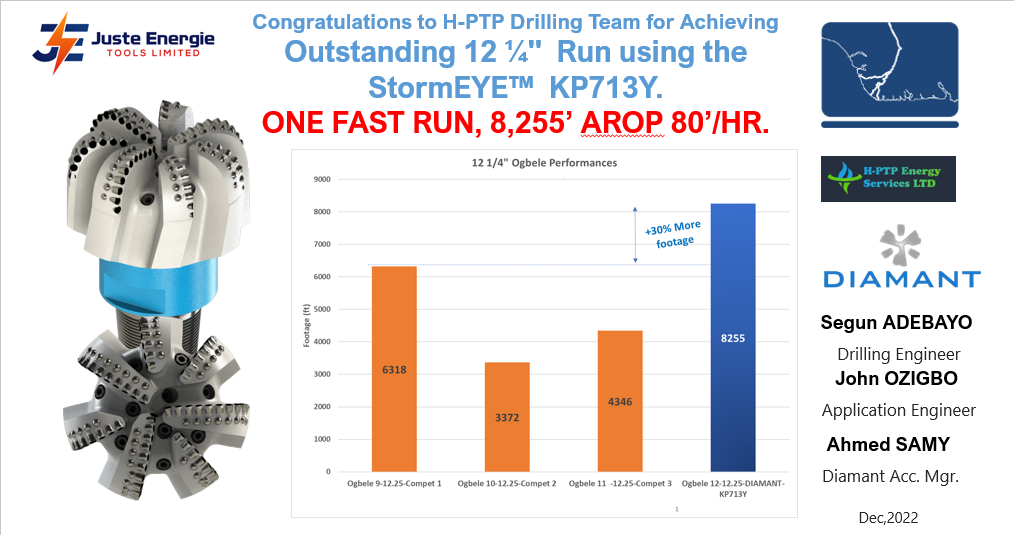 Juste Energie
TOOLS LIMITED
Congratulations to H-PTP Drilling Team for Achieving
Outstanding 12 ¼" Run using the
StormEYE™ KP713Y.
ONE FAST RUN, 8,255’ AROP 80’/HR.
12 1/4" Ogbele Performances
Footage (ft)
9000
8000
7000
6000
5000
4000
3000
2000
1000
0
+30% More
footage
6318
3372
4346
8255
Ogbele 9-12.25-Compet 1
Ogbele 10-12.25-Compet 2
Ogbele 11 -12.25-Compet 3
Ogbele 12-12.25-DIAMANT-
KP713Y
1
H-PTP Energy
Services LTD
DIAMANT
Segun ADEBAYO
Drilling Engineer
John OZIGBO
Application Engineer
Ahmed SAMY
Diamant Acc. Mgr.
Dec,2022